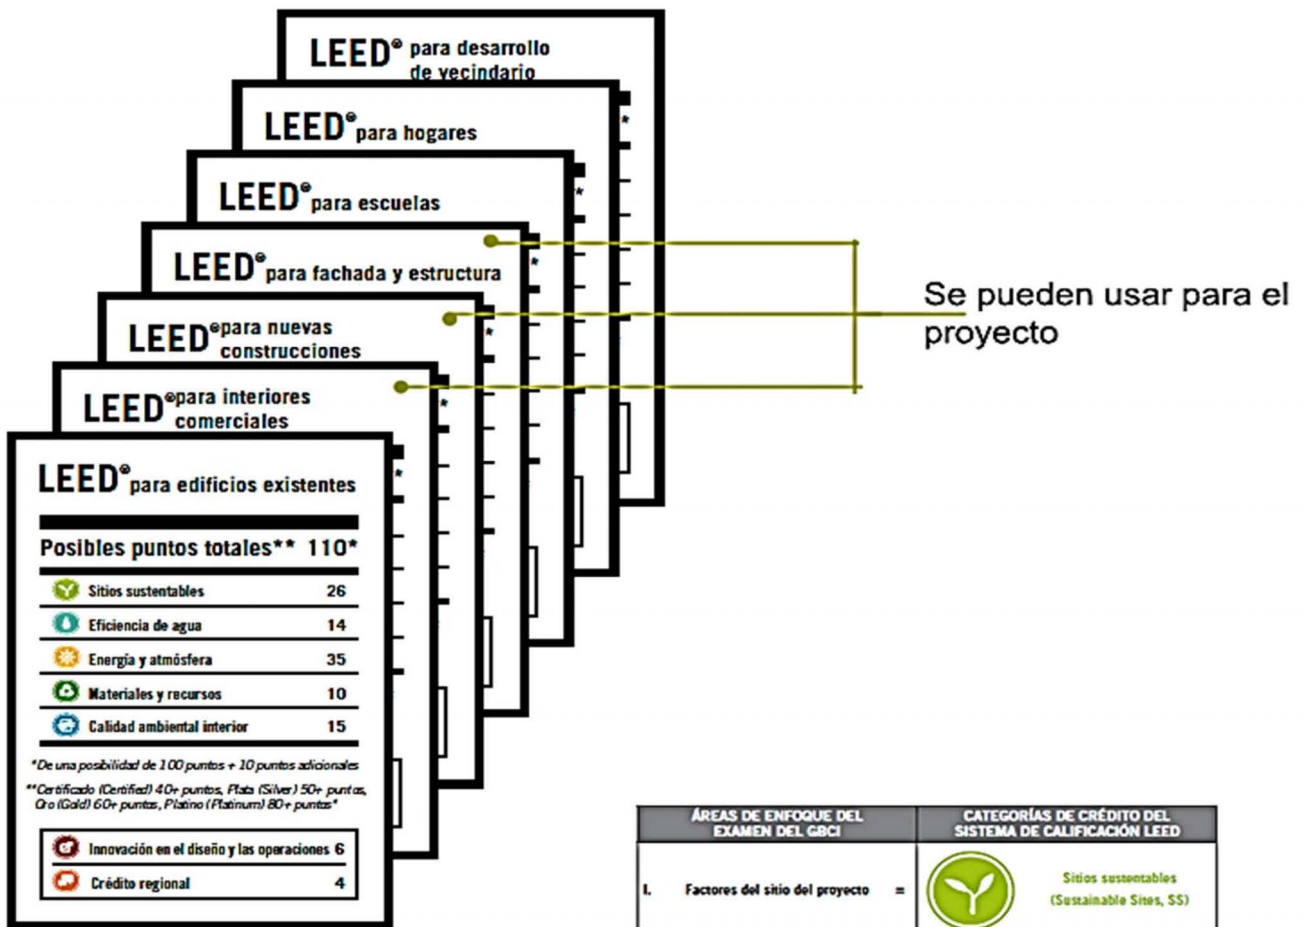 LEED® para desarrollo
de vecindario
LEED® para hogares
LEED® para escuelas
LEED® para fachada y estructura
LEED® para nuevas
construcciones
LEED® para interiores
comerciales
LEED® para edificios existentes
Posibles puntos totales** 110*
Sitios sustentables 26
Eficiencia de agua 14
Energía y atmósfera 35
Materiales y recursos 10
Calidad ambiental interior 15
*De una posibilidad de 100 puntos + 10 puntos adicionales
**Certificado (Certified) 40+ puntos, Plata (Silver) 50+ puntos,
Oro (Gold) 60+ puntos, Platino (Platinum) 80+ puntos*
Innovación en el diseño y las operaciones 6
Crédito regional 4
Se pueden usar para el
proyecto
ÁREAS DE ENFOQUE DEL
EXAMEN DEL GBCI
CATEGORÍAS DE CRÉDITO DEL
SISTEMA DE CALIFICACIÓN LEED
I. Factores del sitio del proyecto =
Sitios sustentables
(Sustainable Sites, SS)